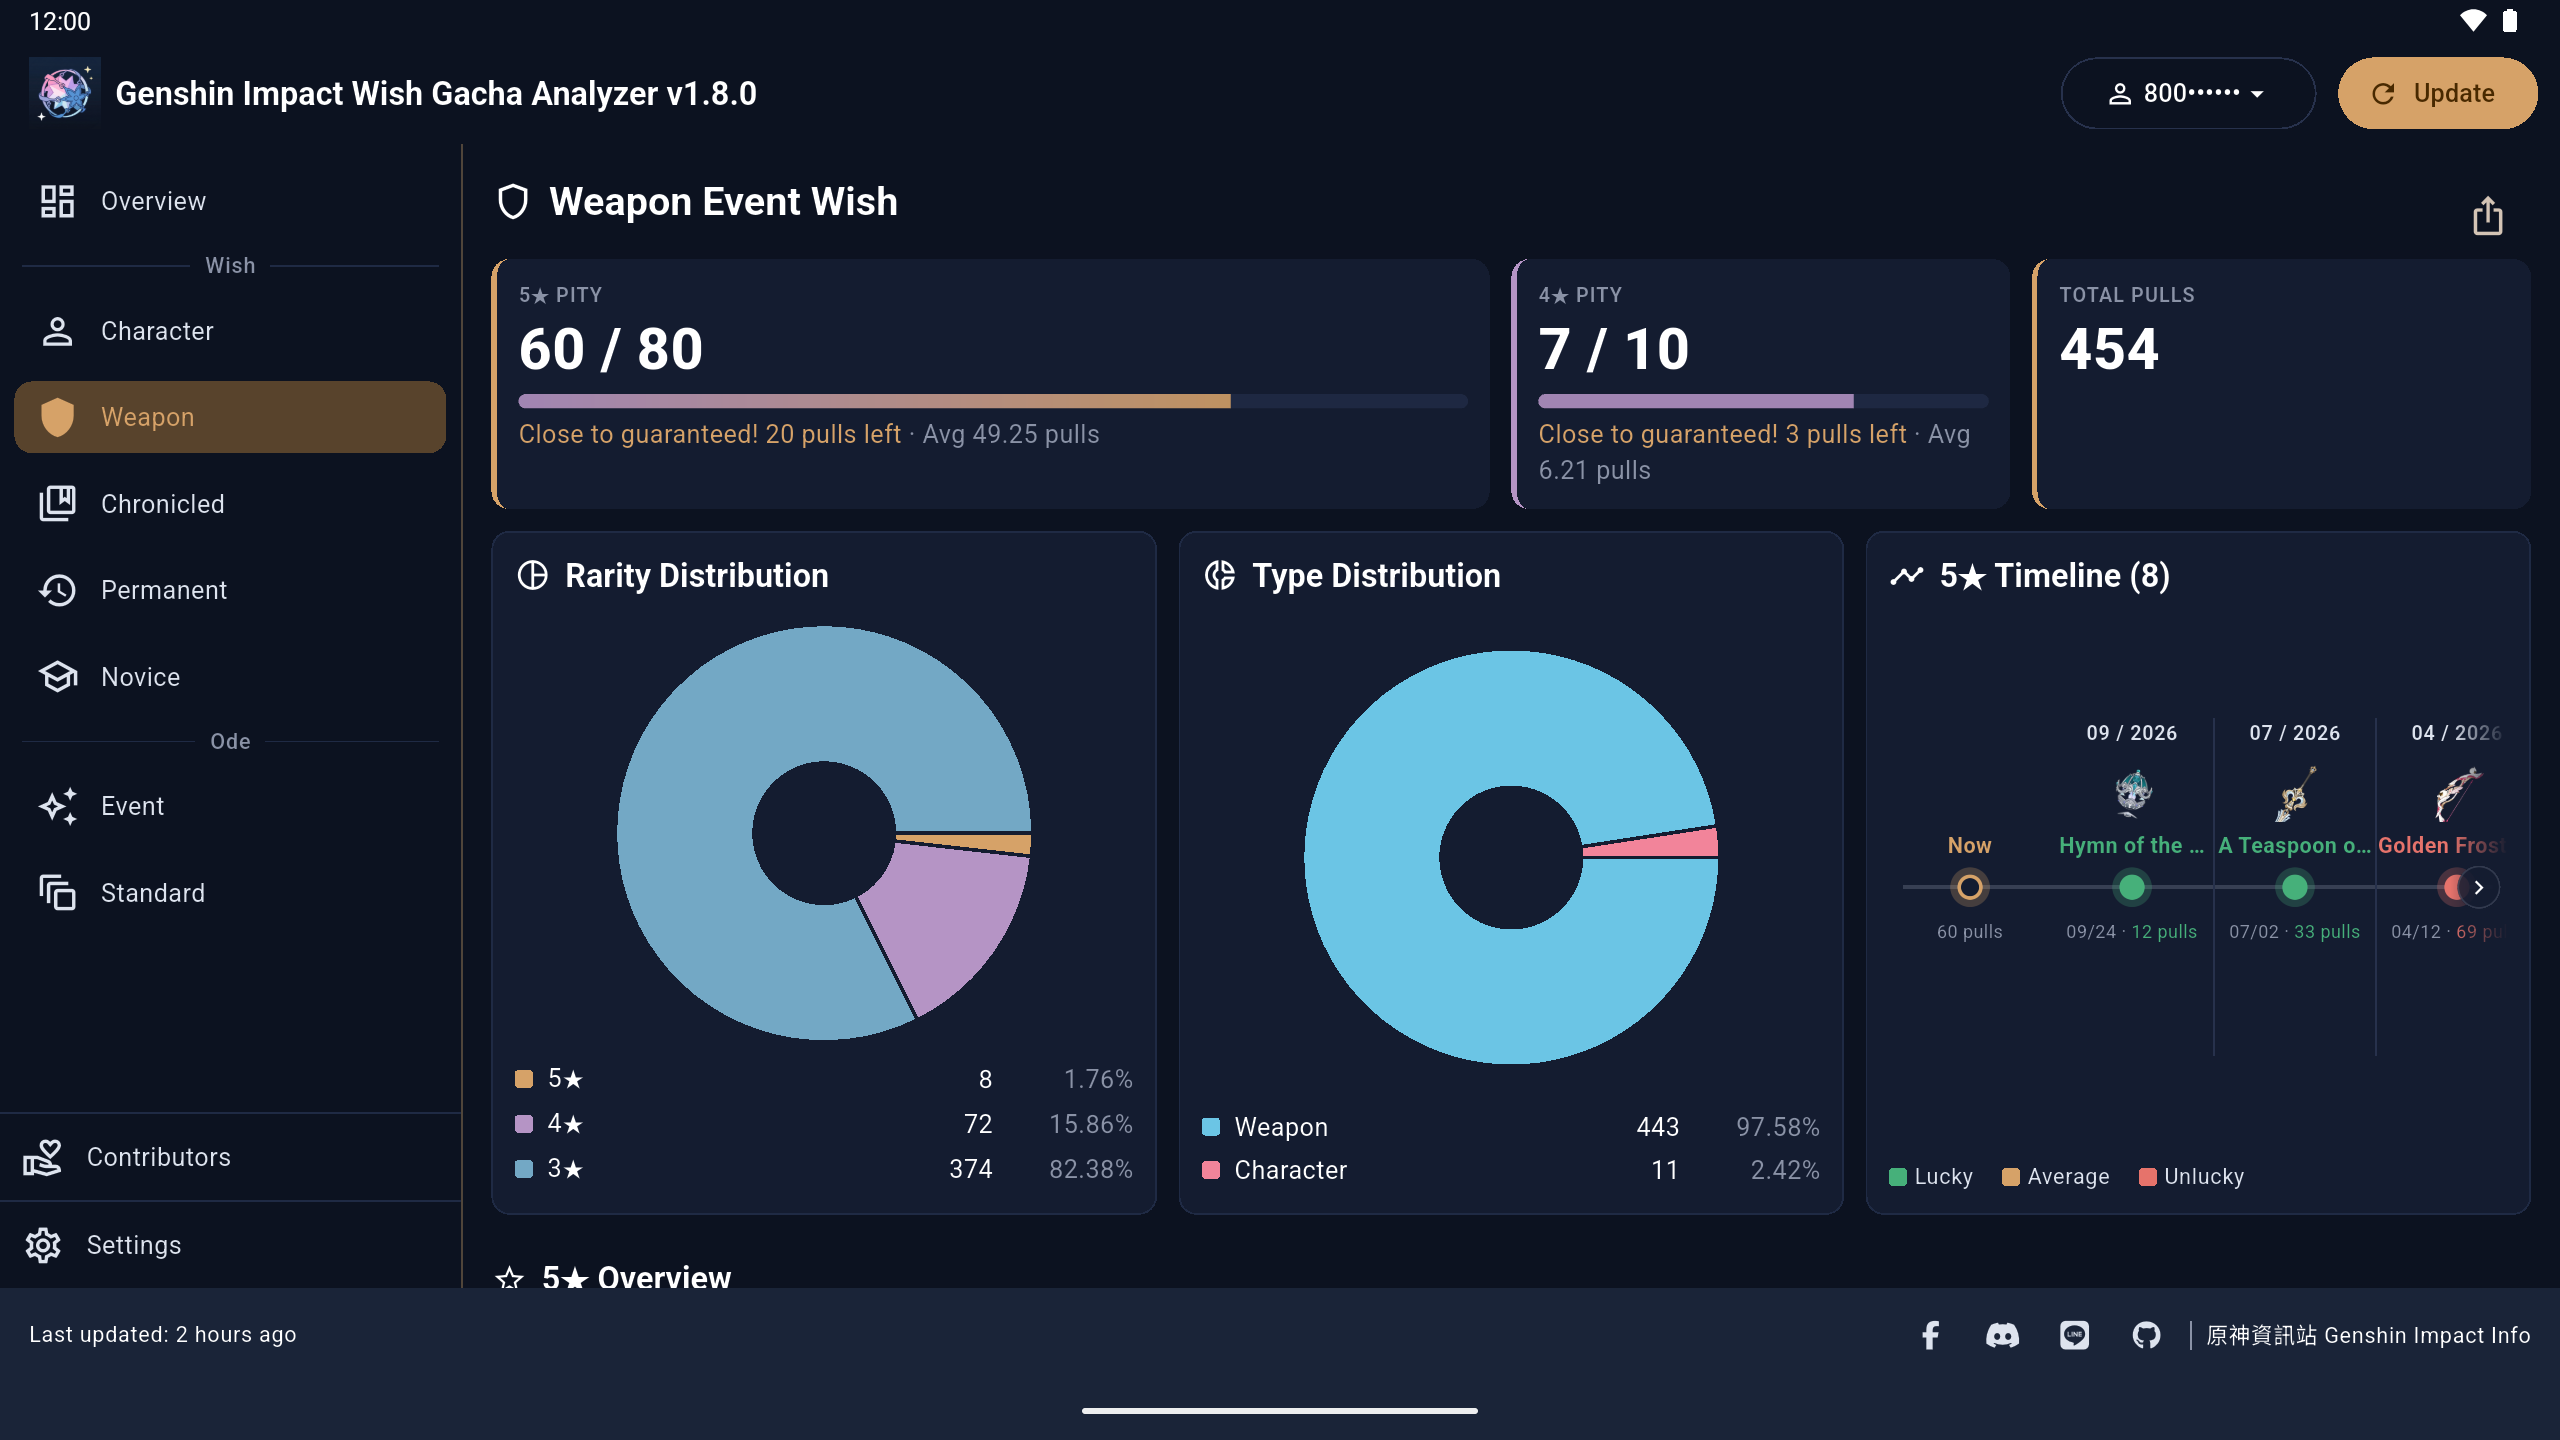 12:00
Genshin Impact Wish Gacha Analyzer v1.8.0
800••••••
Update
Overview
Wish
Character
Weapon
Chronicled
Permanent
Novice
Ode
Event
Standard
Contributors
Settings
Weapon Event Wish
5★ PITY
60 / 80
Close to guaranteed! 20 pulls left · Avg 49.25 pulls
4★ PITY
7 / 10
Close to guaranteed! 3 pulls left · Avg
6.21 pulls
TOTAL PULLS
454
Rarity Distribution
5★ 8 1.76%
4★ 72 15.86%
3★ 374 82.38%
Type Distribution
Weapon 443 97.58%
Character 11 2.42%
5★ Timeline (8)
09 / 2026 07 / 2026 04 / 2026
Now Hymn of the ... A Teaspoon o... Golden Frost
60 pulls 09/24 · 12 pulls 07/02 · 33 pulls 04/12 · 69 pu
Lucky Average Unlucky
5★ Overview
Last updated: 2 hours ago
LINE
原神資訊站 Genshin Impact Info